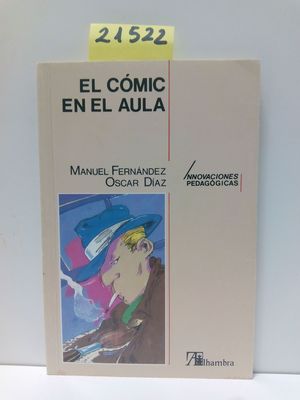 21522
EL CÓMIC
EN EL AULA
MANUEL FERNÁNDEZ
OSCAR DÍAZ
INNOVACIONES
PEDAGÓGICAS
Alhambra